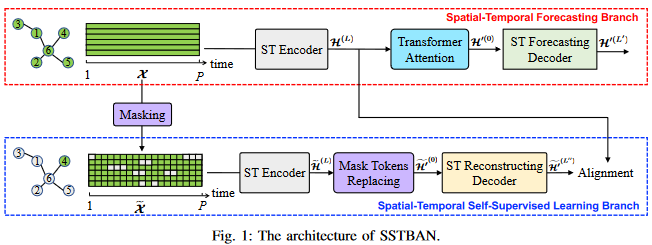 Spatial-Temporal Forecasting Branch
3 1 4 6 2 5
1 𝒳 P time
ST Encoder
ℋ^(L)
Transformer
Attention
ℋ'^(0)
ST Forecasting
Decoder
ℋ'^(L')
Masking
3 1 4 6 2 5
1 𝒳̃ P time
ST Encoder
ℋ̃^(L)
Mask Tokens
Replacing
ℋ̃'^(0)
ST Reconstructing
Decoder
ℋ̃'^(L'')
Alignment
Spatial-Temporal Self-Supervised Learning Branch
Fig. 1: The architecture of SSTBAN.